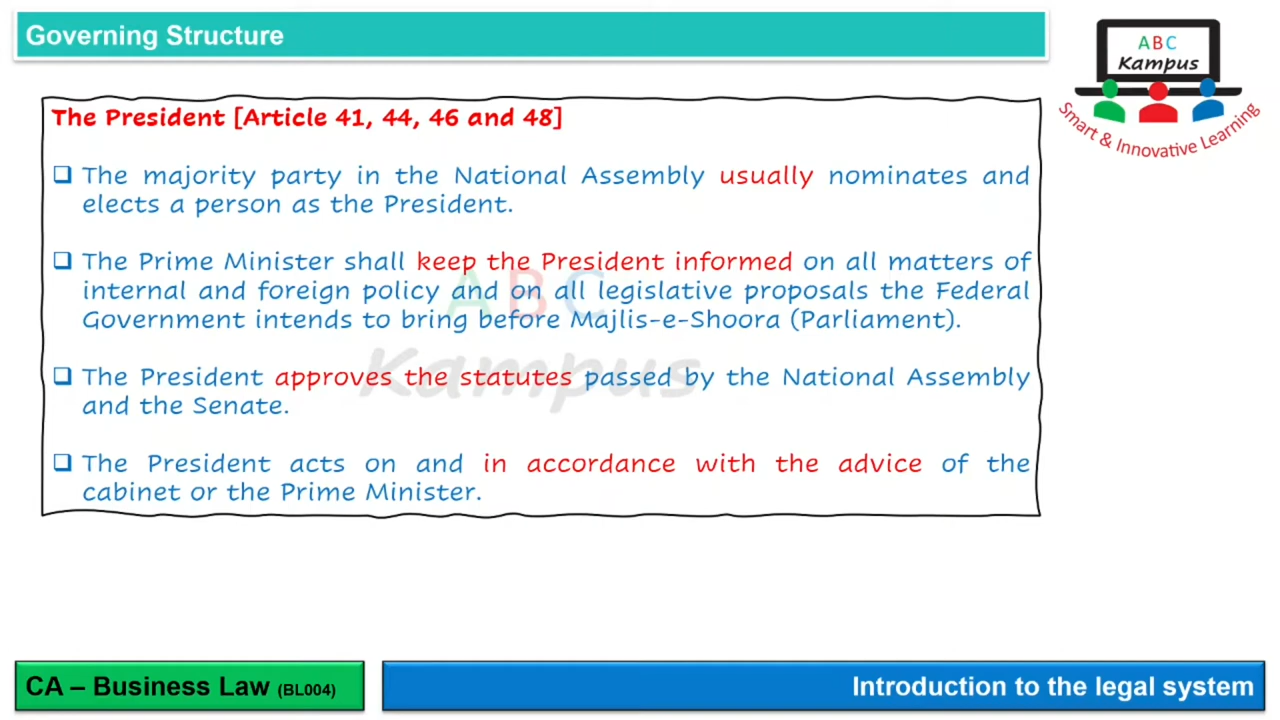 Governing Structure
ABC
Kampus
Smart & Innovative Learning
The President [Article 41, 44, 46 and 48]
❑ The majority party in the National Assembly usually nominates and
elects a person as the President.
❑ The Prime Minister shall keep the President informed on all matters of
internal and foreign policy and on all legislative proposals the Federal
Government intends to bring before Majlis-e-Shoora (Parliament).
❑ The President approves the statutes passed by the National Assembly
and the Senate.
❑ The President acts on and in accordance with the advice of the
cabinet or the Prime Minister.
ABC
Kampus
CA – Business Law (BL004)
Introduction to the legal system